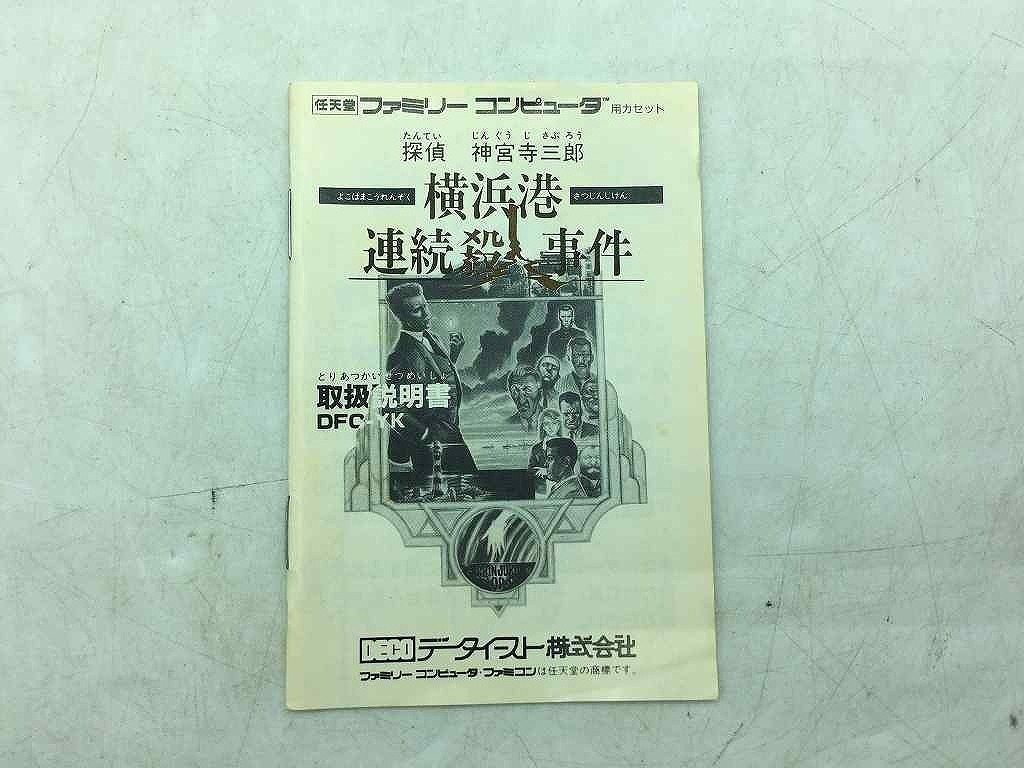 任天堂 ファミリー コンピュータ™ 用カセット
たんてい じんぐうじさぶろう
探偵 神宮寺三郎
よこはまこうれんぞく 横浜港 さつじんじけん
連続殺人事件
とりあつかいせつめいしょ
取扱説明書
DFC-KK
DECO データイースト株式会社
ファミリー コンピュータ・ファミコンは任天堂の商標です。